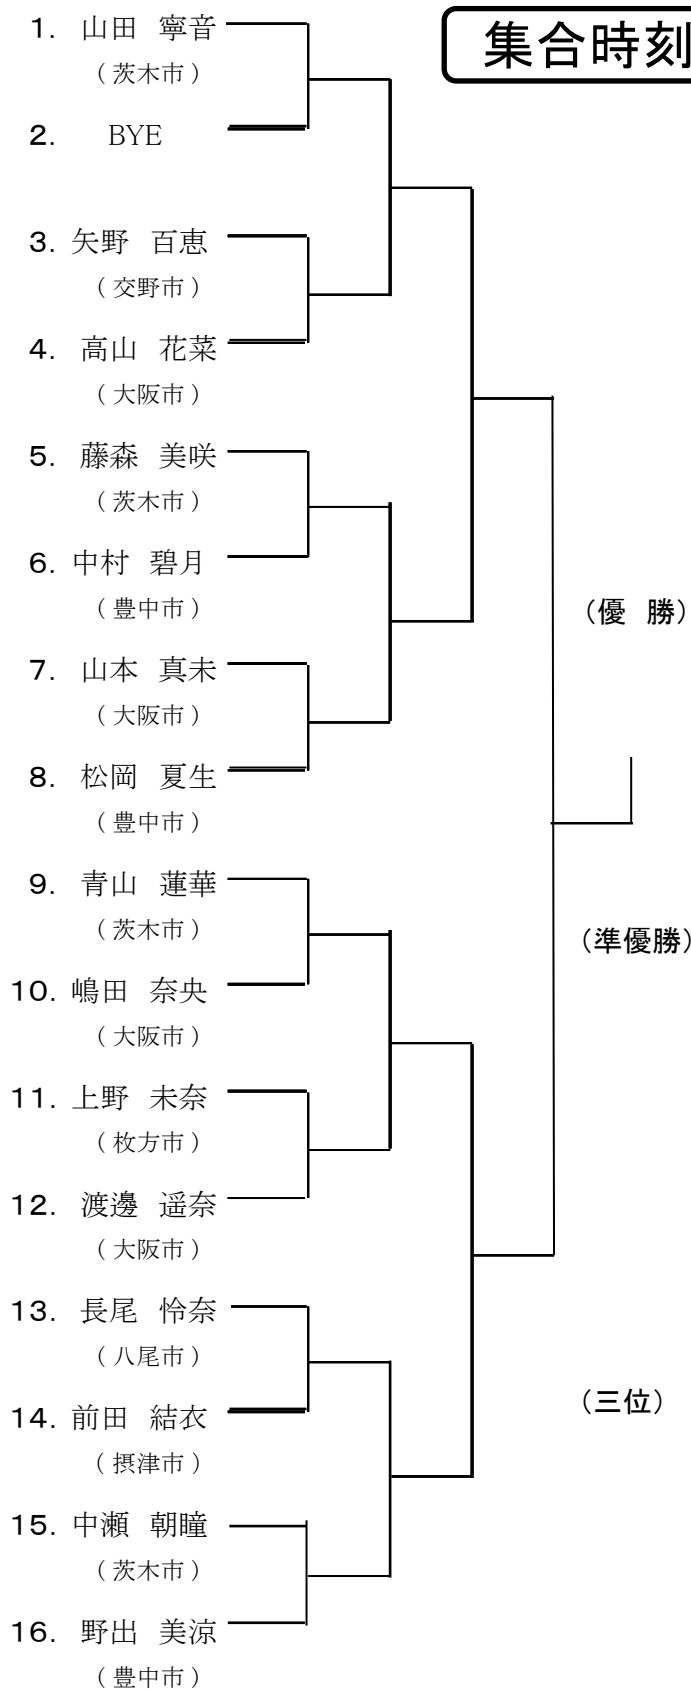 集合時刻
1. 山田 寧音
(茨木市)
2. BYE
3. 矢野 百恵
(交野市)
4. 高山 花菜
(大阪市)
5. 藤森 美咲
(茨木市)
6. 中村 碧月
(豊中市)
(優 勝)
7. 山本 真未
(大阪市)
8. 松岡 夏生
(豊中市)
9. 青山 蓮華
(茨木市)
(準優勝)
10. 嶋田 奈央
(大阪市)
11. 上野 未奈
(枚方市)
12. 渡邊 遥奈
(大阪市)
13. 長尾 怜奈
(八尾市)
(三位)
14. 前田 結衣
(摂津市)
15. 中瀬 朝瞳
(茨木市)
16. 野出 美涼
(豊中市)